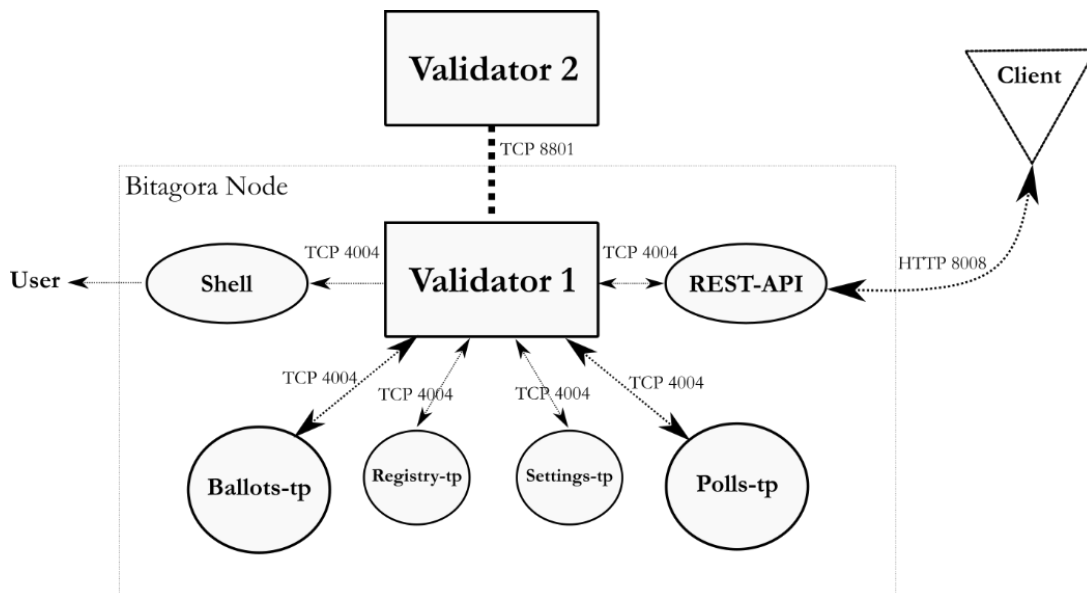 Validator 2
Client
TCP 8801
Bitagora Node
TCP 4004
TCP 4004
HTTP 8008
User
Shell
Validator 1
REST-API
TCP 4004
TCP 4004
TCP 4004
TCP 4004
Ballots-tp
Registry-tp
Settings-tp
Polls-tp